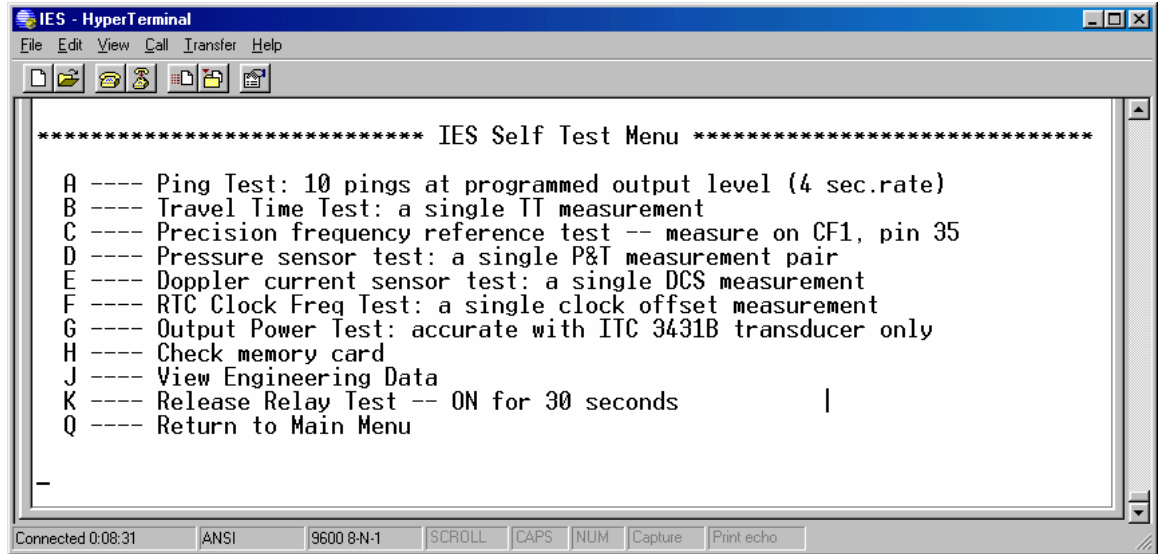 IES - HyperTerminal
File Edit View Call Transfer Help
***************************** IES Self Test Menu ******************************
A ---- Ping Test: 10 pings at programmed output level (4 sec.rate)
B ---- Travel Time Test: a single TT measurement
C ---- Precision frequency reference test -- measure on CF1, pin 35
D ---- Pressure sensor test: a single P&T measurement pair
E ---- Doppler current sensor test: a single DCS measurement
F ---- RTC Clock Freq Test: a single clock offset measurement
G ---- Output Power Test: accurate with ITC 3431B transducer only
H ---- Check memory card
J ---- View Engineering Data
K ---- Release Relay Test -- ON for 30 seconds
Q ---- Return to Main Menu
_
Connected 0:08:31 ANSI 9600 8-N-1 SCROLL CAPS NUM Capture Print echo